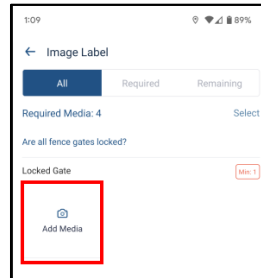 1:09 89%
← Image Label
All Required Remaining
Required Media: 4 Select
Are all fence gates locked?
Locked Gate Min: 1
Add Media